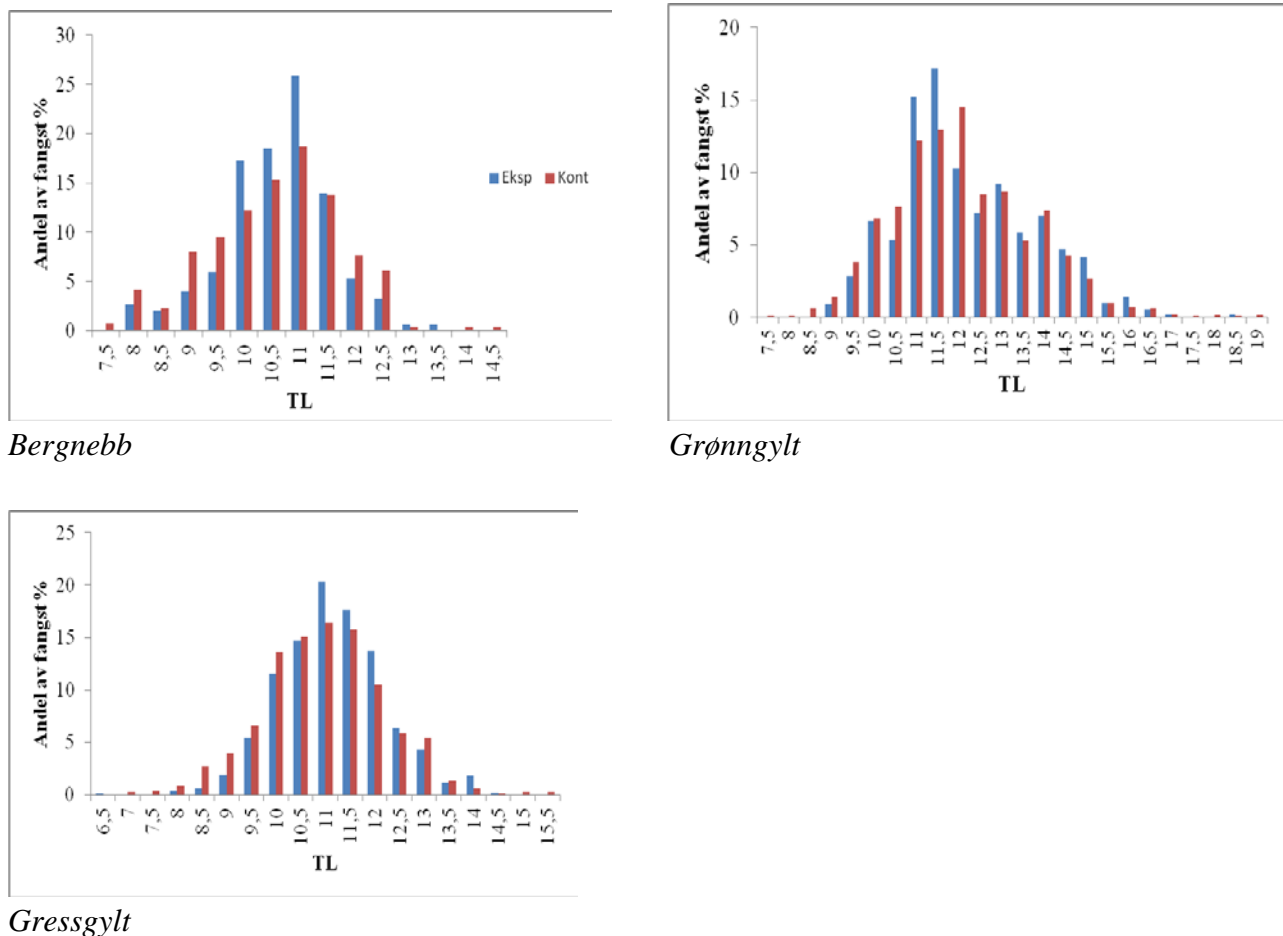 30
25
20
15
10
5
0
Andel av fangst %
Eksp Kont
7,5 8 8,5 9 9,5 10 10,5 11 11,5 12 12,5 13 13,5 14 14,5
TL
Bergnebb
20
15
10
5
0
Andel av fangst %
7,5 8 8,5 9 9,5 10 10,5 11 11,5 12 12,5 13 13,5 14 14,5 15 15,5 16 16,5 17 17,5 18 18,5 19
TL
Grønngylt
25
20
15
10
5
0
Andel av fangst %
6,5 7 7,5 8 8,5 9 9,5 10 10,5 11 11,5 12 12,5 13 13,5 14 14,5 15 15,5
TL
Gressgylt